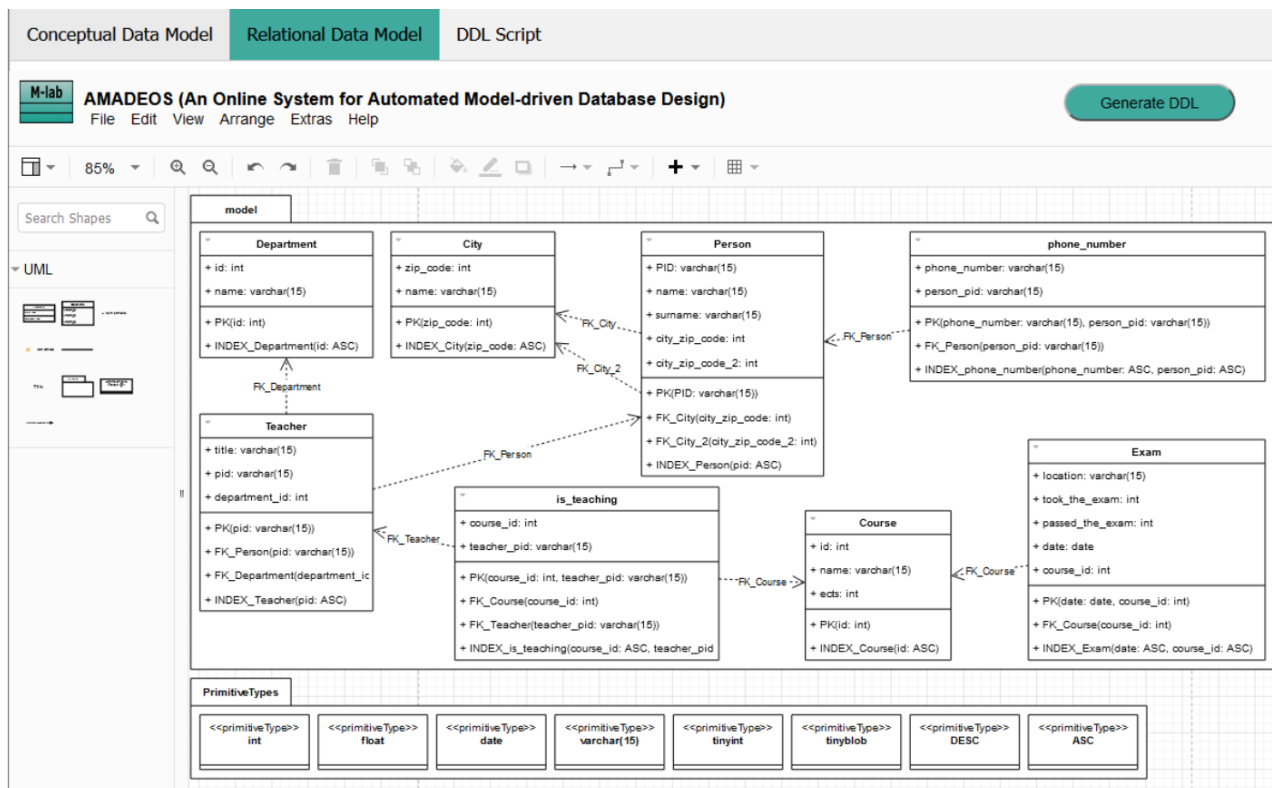 Conceptual Data Model Relational Data Model DDL Script
M-lab
AMADEOS (An Online System for Automated Model-driven Database Design)
File Edit View Arrange Extras Help
Generate DDL
85%
Search Shapes
UML
model
Department
+ id: int
+ name: varchar(15)
+ PK(id: int)
+ INDEX_Department(id: ASC)
City
+ zip_code: int
+ name: varchar(15)
+ PK(zip_code: int)
+ INDEX_City(zip_code: ASC)
Person
+ PID: varchar(15)
+ name: varchar(15)
+ surname: varchar(15)
+ city_zip_code: int
+ city_zip_code_2: int
+ PK(PID: varchar(15))
+ FK_City(city_zip_code: int)
+ FK_City_2(city_zip_code_2: int)
+ INDEX_Person(pid: ASC)
phone_number
+ phone_number: varchar(15)
+ person_pid: varchar(15)
+ PK(phone_number: varchar(15), person_pid: varchar(15))
+ FK_Person(person_pid: varchar(15))
+ INDEX_phone_number(phone_number: ASC, person_pid: ASC)
FK_City
FK_City_2
FK_Person
FK_Department
FK_Person
Teacher
+ title: varchar(15)
+ pid: varchar(15)
+ department_id: int
+ PK(pid: varchar(15))
+ FK_Person(pid: varchar(15))
+ FK_Department(department_ic
+ INDEX_Teacher(pid: ASC)
FK_Teacher
is_teaching
+ course_id: int
+ teacher_pid: varchar(15)
+ PK(course_id: int, teacher_pid: varchar(15))
+ FK_Course(course_id: int)
+ FK_Teacher(teacher_pid: varchar(15))
+ INDEX_is_teaching(course_id: ASC, teacher_pid
FK_Course
Course
+ id: int
+ name: varchar(15)
+ ects: int
+ PK(id: int)
+ INDEX_Course(id: ASC)
FK_Course
Exam
+ location: varchar(15)
+ took_the_exam: int
+ passed_the_exam: int
+ date: date
+ course_id: int
+ PK(date: date, course_id: int)
+ FK_Course(course_id: int)
+ INDEX_Exam(date: ASC, course_id: ASC)
PrimitiveTypes
<<primitiveType>>
int
<<primitiveType>>
float
<<primitiveType>>
date
<<primitiveType>>
varchar(15)
<<primitiveType>>
tinyint
<<primitiveType>>
tinyblob
<<primitiveType>>
DESC
<<primitiveType>>
ASC